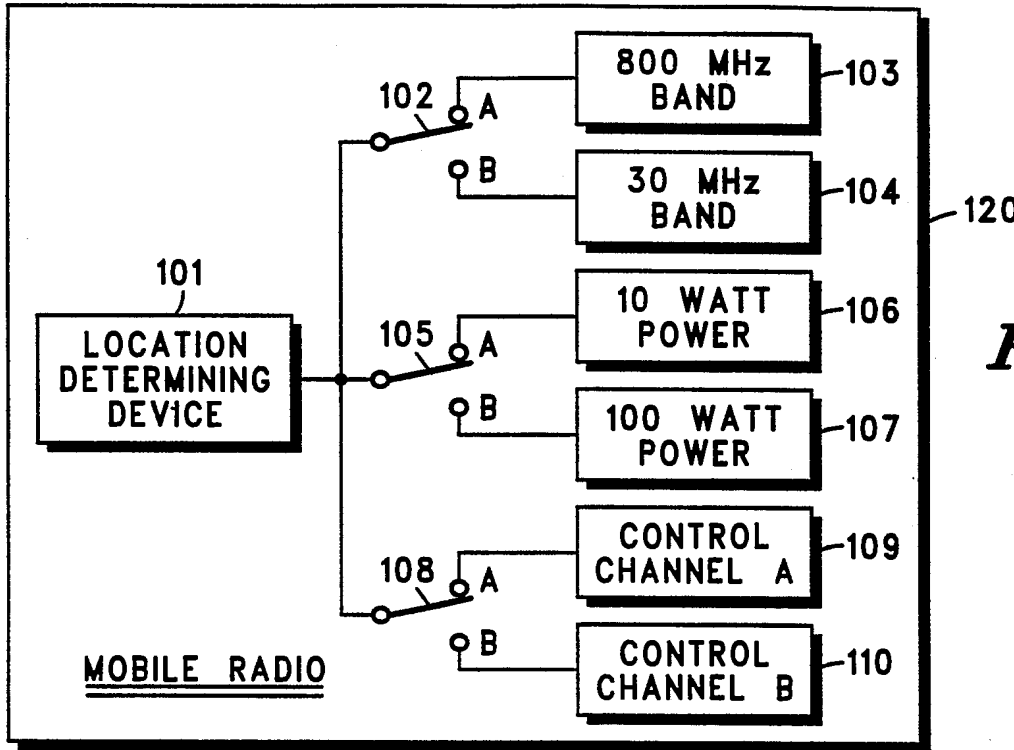 102
A
B
800 MHz
BAND
103
30 MHz
BAND
104
120
101
LOCATION
DETERMINING
DEVICE
105
A
B
10 WATT
POWER
106
100 WATT
POWER
107
108
A
B
CONTROL
CHANNEL A
109
CONTROL
CHANNEL B
110
MOBILE RADIO